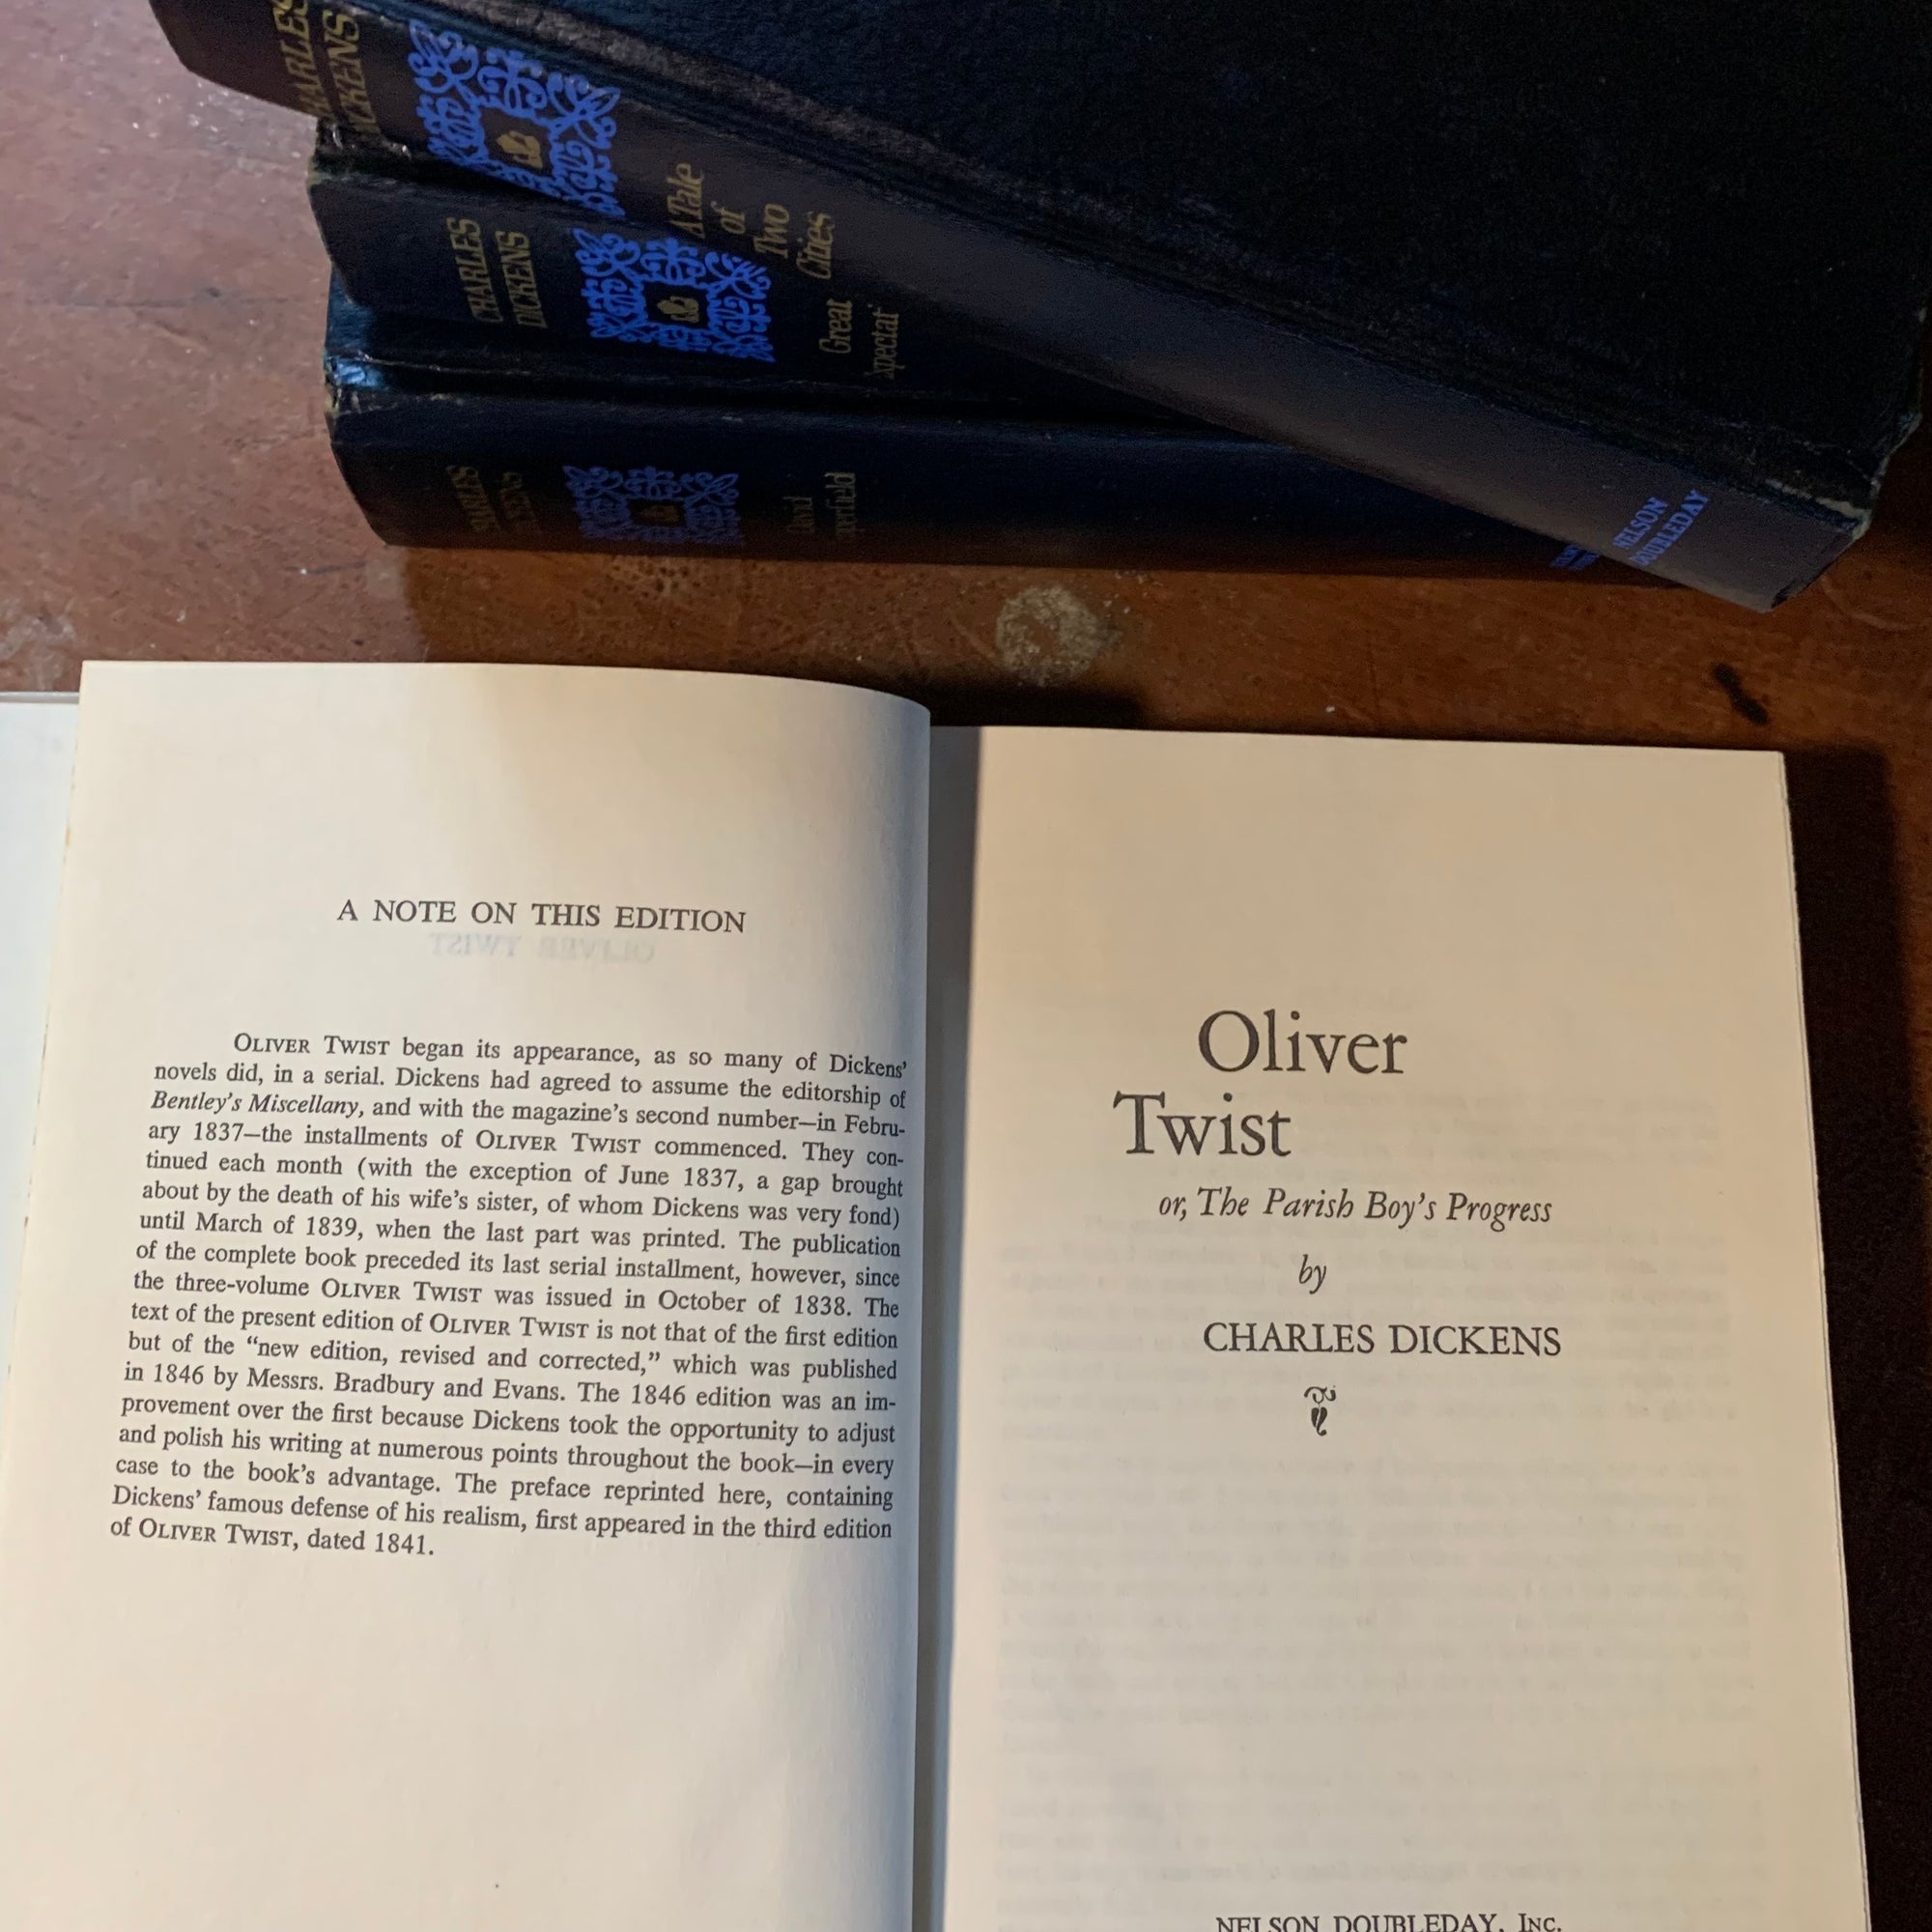 CHARLES
DICKENS
A Tale
of
Two
Cities
NELSON
DOUBLEDAY
CHARLES
DICKENS
Great
CHARLES
David
A NOTE ON THIS EDITION
OLIVER TWIST
OLIVER TWIST began its appearance, as so many of Dickens'
novels did, in a serial. Dickens had agreed to assume the editorship of
Bentley's Miscellany, and with the magazine's second number—in Febru-
ary 1837—the installments of OLIVER TWIST commenced. They con-
tinued each month (with the exception of June 1837, a gap brought
about by the death of his wife's sister, of whom Dickens was very fond)
until March of 1839, when the last part was printed. The publication
of the complete book preceded its last serial installment, however, since
the three-volume OLIVER TWIST was issued in October of 1838. The
text of the present edition of OLIVER TWIST is not that of the first edition
but of the “new edition, revised and corrected,” which was published
in 1846 by Messrs. Bradbury and Evans. The 1846 edition was an im-
provement over the first because Dickens took the opportunity to adjust
and polish his writing at numerous points throughout the book—in every
case to the book's advantage. The preface reprinted here, containing
Dickens' famous defense of his realism, first appeared in the third edition
of OLIVER TWIST, dated 1841.
Oliver
Twist
or, The Parish Boy's Progress
by
CHARLES DICKENS
NELSON DOUBLEDAY, INC.